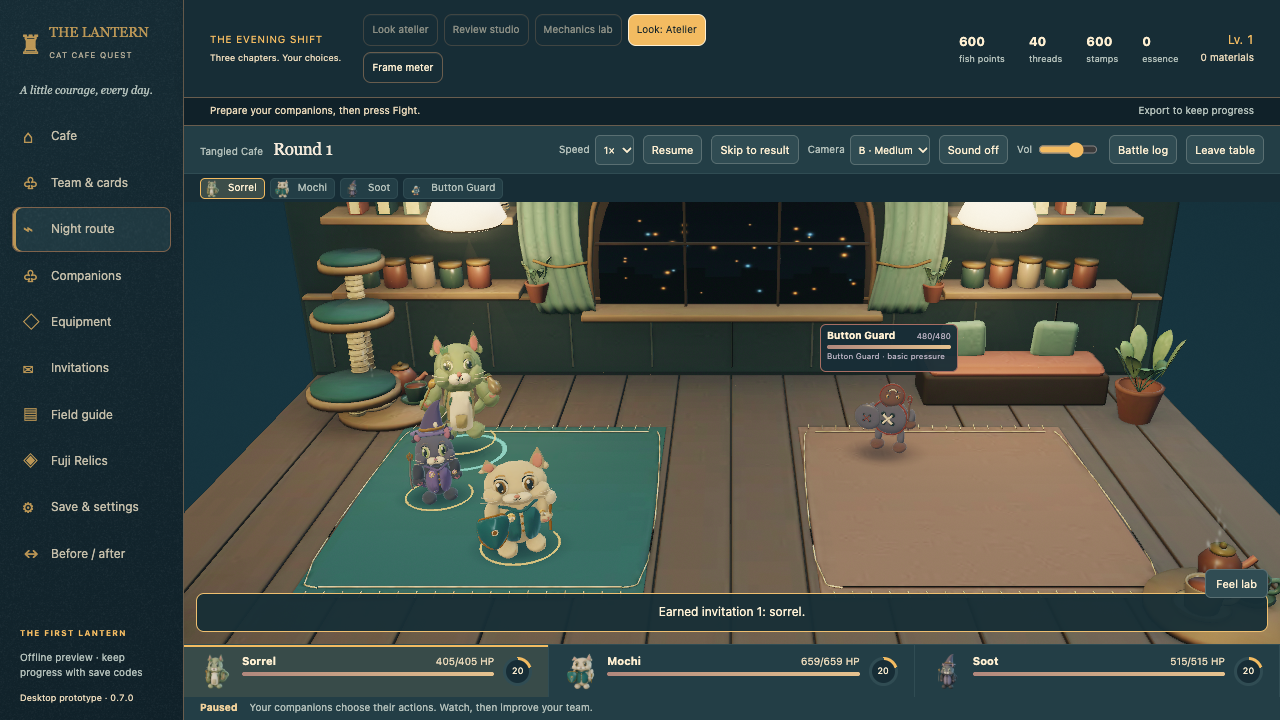 THE LANTERN
CAT CAFE QUEST
A little courage, every day.
Cafe
Team & cards
Night route
Companions
Equipment
Invitations
Field guide
Fuji Relics
Save & settings
Before / after
THE FIRST LANTERN
Offline preview · keep
progress with save codes
Desktop prototype · 0.7.0
THE EVENING SHIFT
Three chapters. Your choices.
Look atelier
Review studio
Mechanics lab
Look: Atelier
Frame meter
600
fish points
40
threads
600
stamps
0
essence
Lv. 1
0 materials
Prepare your companions, then press Fight.
Export to keep progress
Tangled Cafe
Round 1
Speed
1×
Resume
Skip to result
Camera
B · Medium
Sound off
Vol
Battle log
Leave table
Sorrel
Mochi
Soot
Button Guard
Button Guard
480/480
Button Guard · basic pressure
Feel lab
Earned invitation 1: sorrel.
Sorrel
405/405 HP
20
Mochi
659/659 HP
20
Soot
515/515 HP
20
Paused
Your companions choose their actions. Watch, then improve your team.